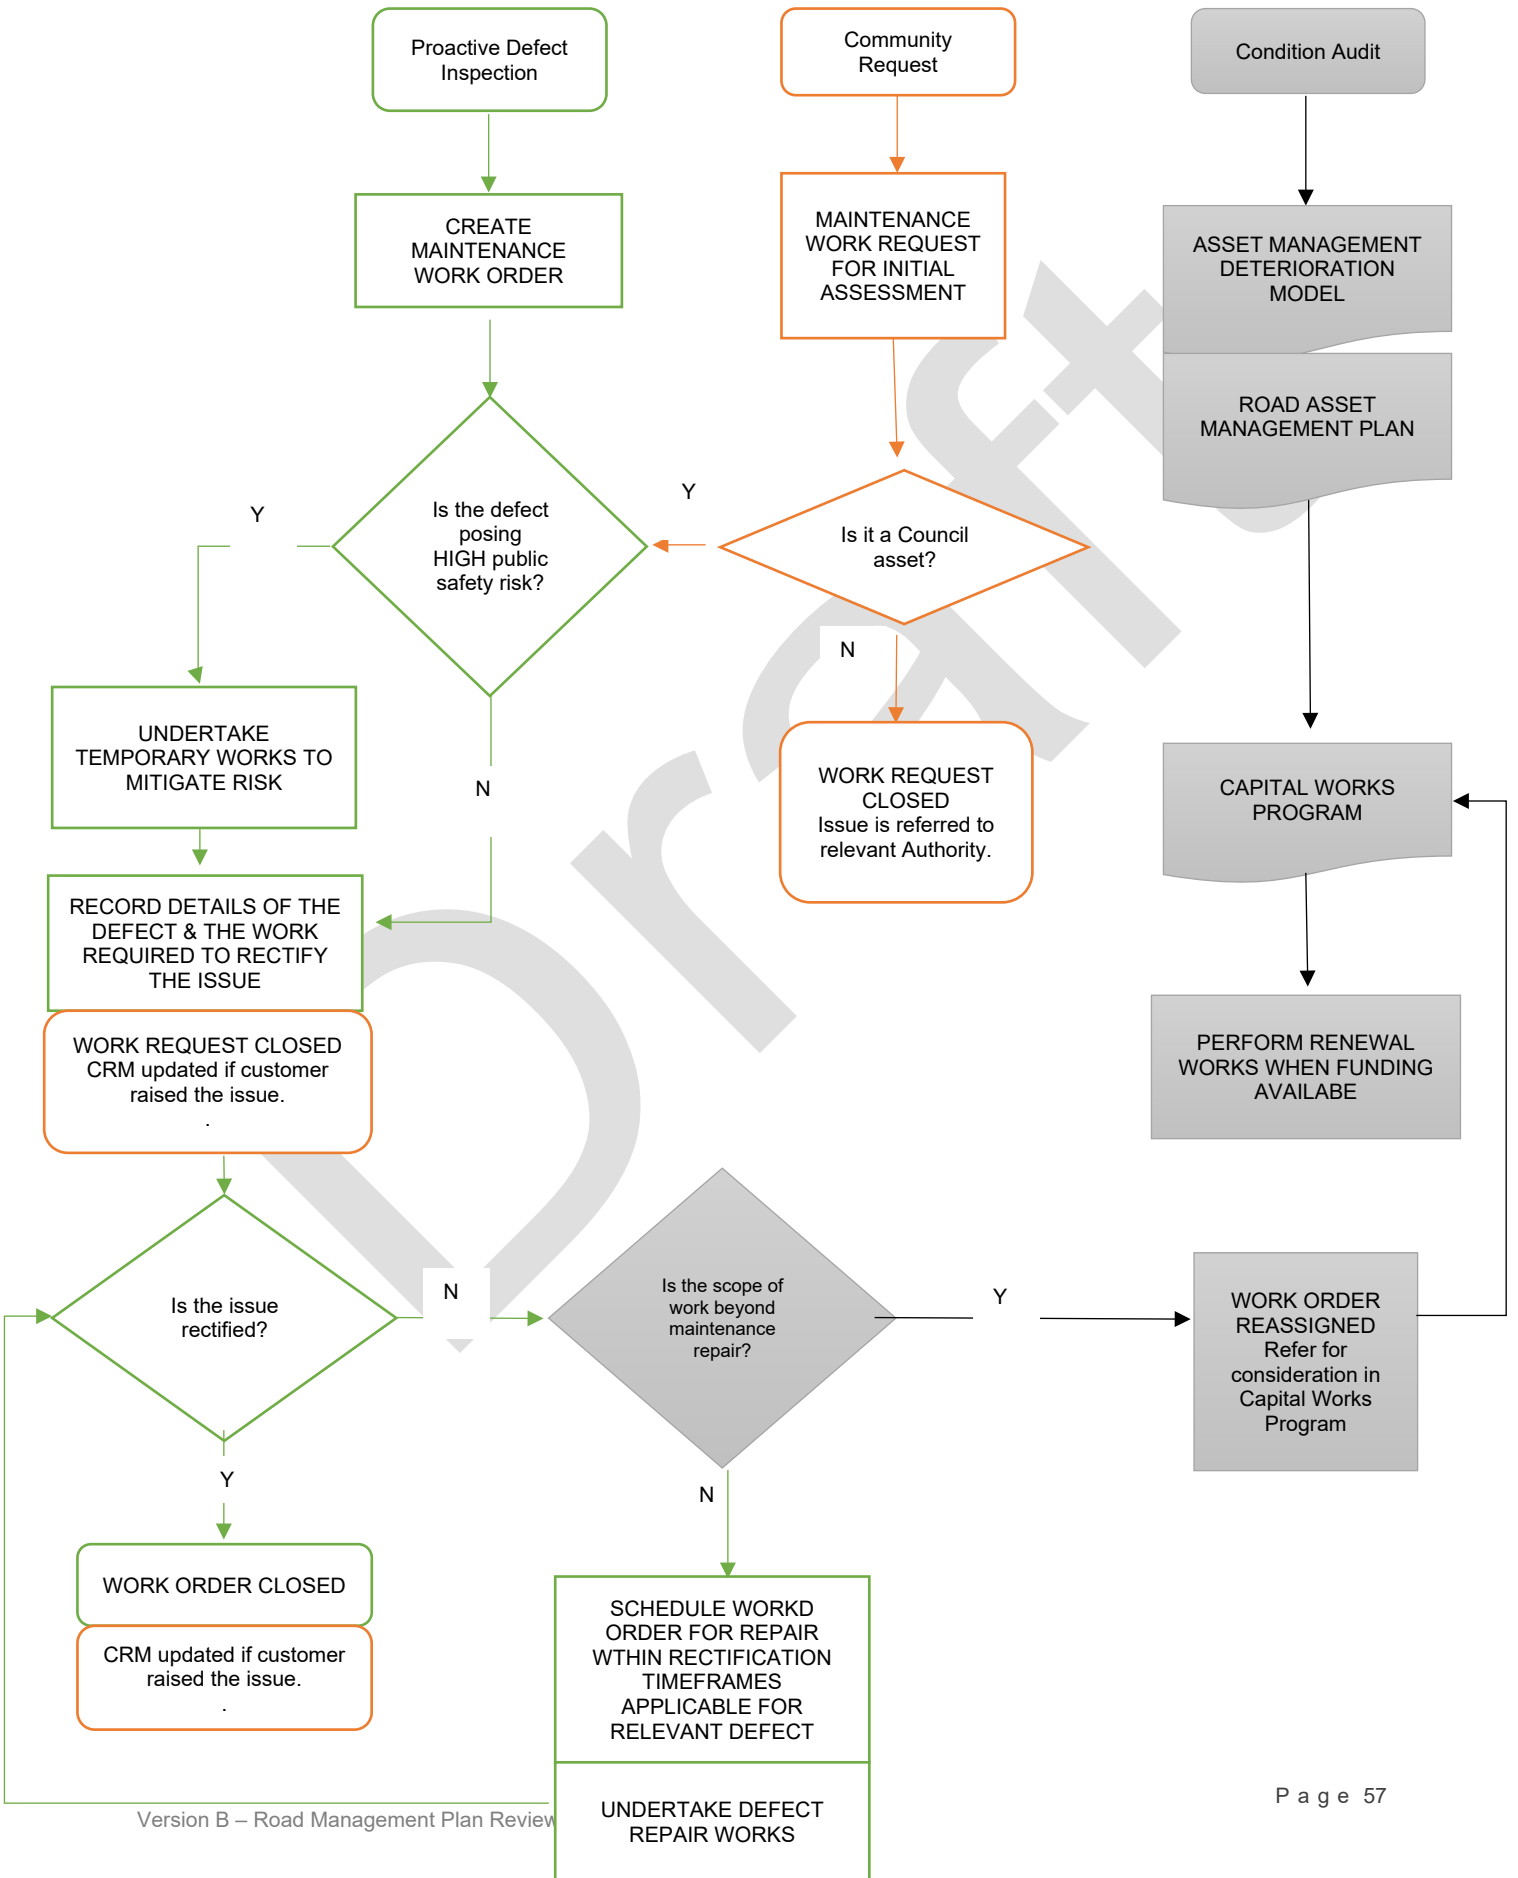 Proactive Defect
Inspection
Community
Request
Condition Audit
CREATE
MAINTENANCE
WORK ORDER
MAINTENANCE
WORK REQUEST
FOR INITIAL
ASSESSMENT
ASSET MANAGEMENT
DETERIORATION
MODEL
ROAD ASSET
MANAGEMENT PLAN
Is the defect
posing
HIGH public
safety risk?
Y
Y
Is it a Council
asset?
N
N
UNDERTAKE
TEMPORARY WORKS TO
MITIGATE RISK
WORK REQUEST
CLOSED
Issue is referred to
relevant Authority.
CAPITAL WORKS
PROGRAM
RECORD DETAILS OF THE
DEFECT & THE WORK
REQUIRED TO RECTIFY
THE ISSUE
WORK REQUEST CLOSED
CRM updated if customer
raised the issue.
.
PERFORM RENEWAL
WORKS WHEN FUNDING
AVAILABE
Is the issue
rectified?
N
Is the scope of
work beyond
maintenance
repair?
Y
WORK ORDER
REASSIGNED
Refer for
consideration in
Capital Works
Program
Y
N
WORK ORDER CLOSED
CRM updated if customer
raised the issue.
.
SCHEDULE WORKD
ORDER FOR REPAIR
WTHIN RECTIFICATION
TIMEFRAMES
APPLICABLE FOR
RELEVANT DEFECT
UNDERTAKE DEFECT
REPAIR WORKS
Draft
Version B – Road Management Plan Review
Page 57